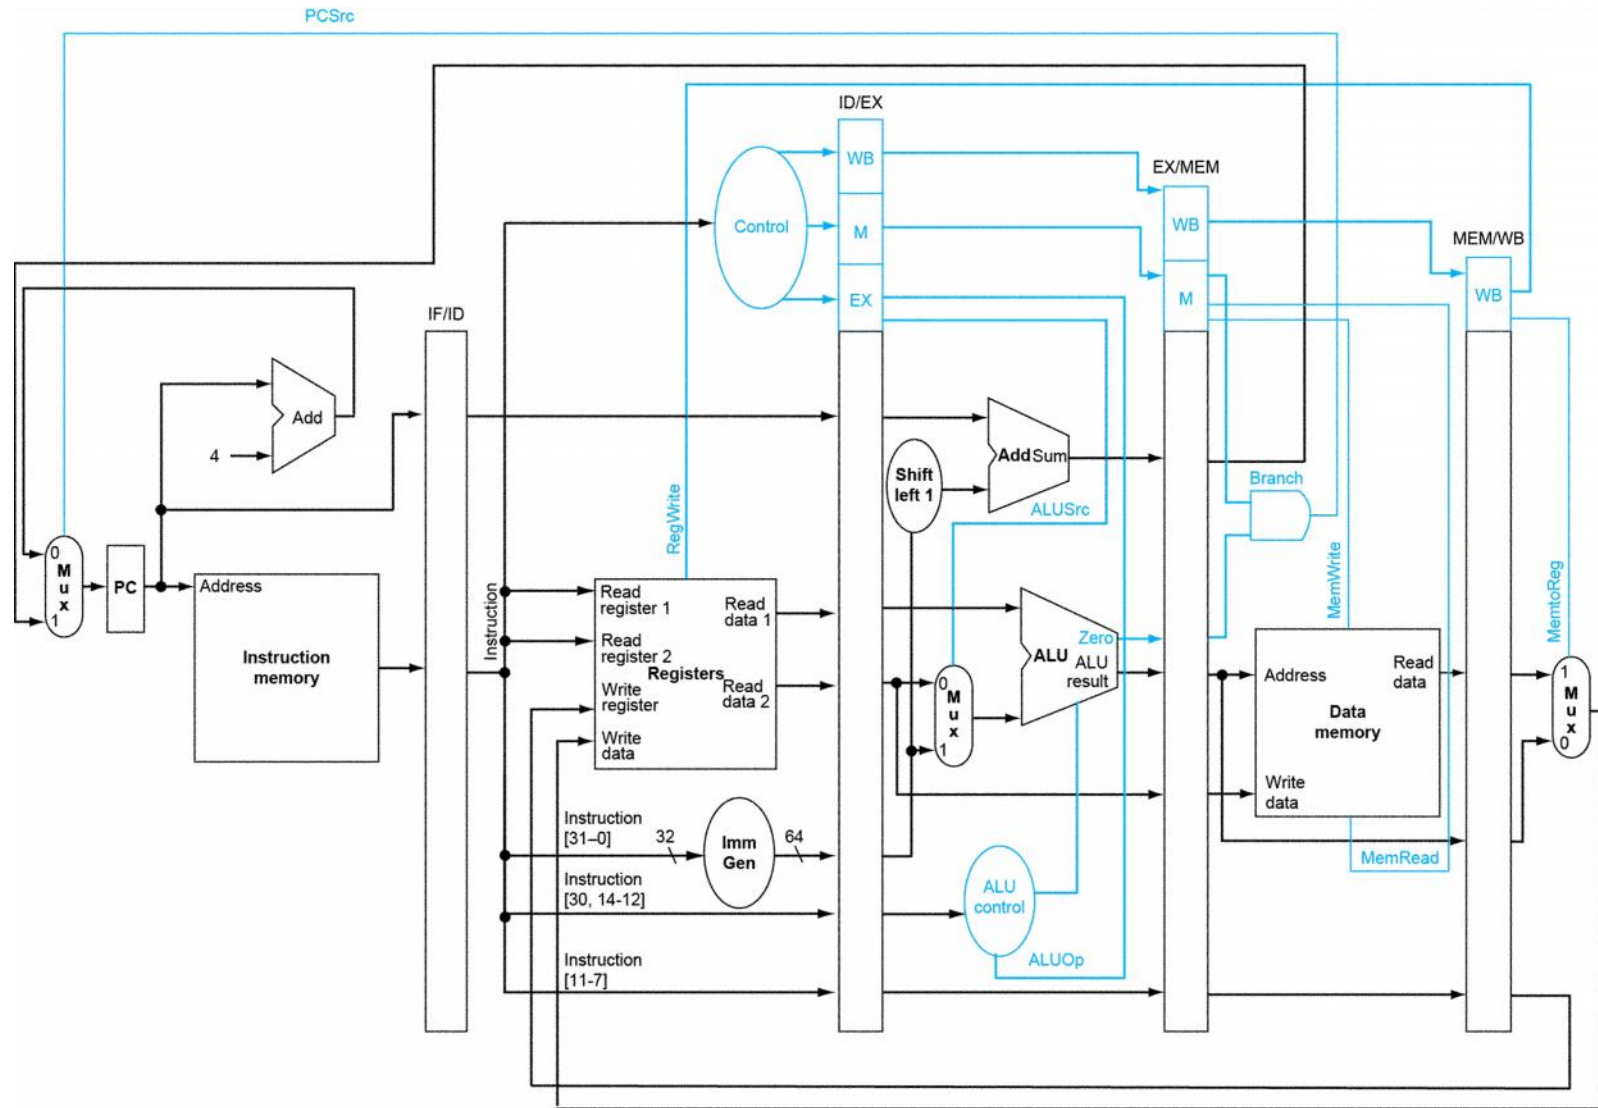 PCSrc
ID/EX
WB
EX/MEM
Control
M
WB
MEM/WB
EX
M
WB
IF/ID
Add
4
Add Sum
Shift
left 1
Branch
ALUSrc
RegWrite
MemWrite
MemtoReg
0
M
u
x
1
PC
Address
Instruction
memory
Instruction
Read
register 1
Read
data 1
Read
register 2
Registers
Write
register
Read
data 2
Write
data
0
M
u
x
1
Zero
ALU
ALU
result
Address
Read
data
Data
memory
Write
data
1
M
u
x
0
MemRead
Instruction
[31–0]
32
Imm
Gen
64
Instruction
[30, 14-12]
ALU
control
ALUOp
Instruction
[11-7]